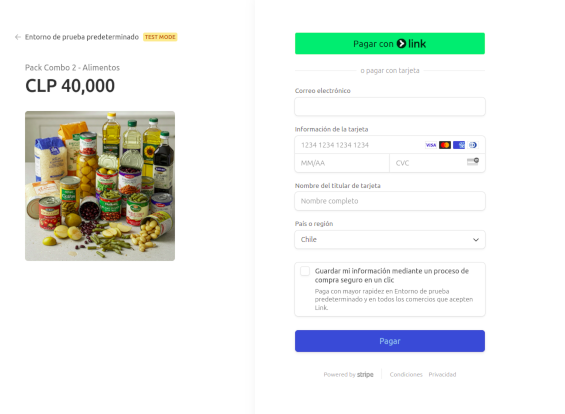 ← Entorno de prueba predeterminado TEST MODE
Pack Combo 2 - Alimentos
CLP 40,000
Pagar con link
o pagar con tarjeta
Correo electrónico
Información de la tarjeta
1234 1234 1234 1234 VISA
MM/AA CVC
Nombre del titular de tarjeta
Nombre completo
País o región
Chile
Guardar mi información mediante un proceso de
compra seguro en un clic
Paga con mayor rapidez en Entorno de prueba
predeterminado y en todos los comercios que acepten
Link.
Pagar
Powered by stripe Condiciones Privacidad